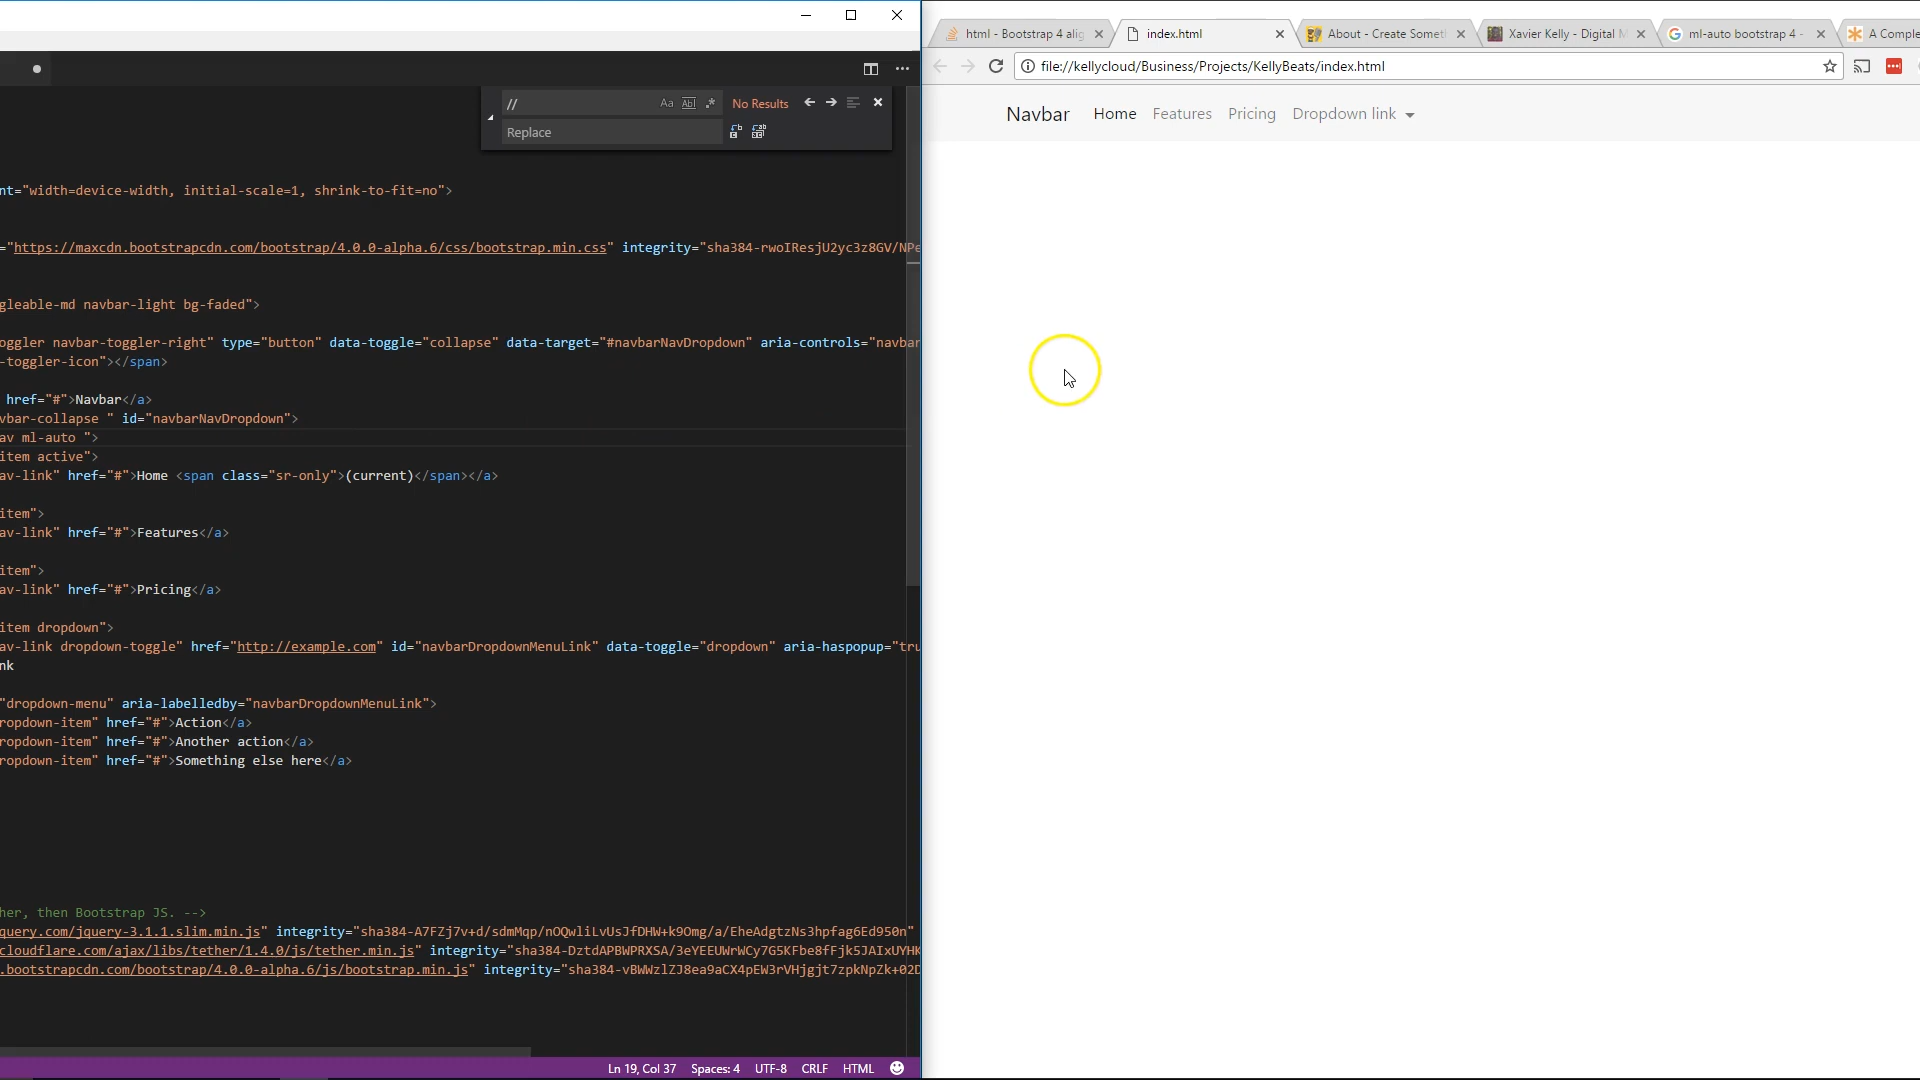 //
Aa Abl .*
No Results
Replace
nt="width=device-width, initial-scale=1, shrink-to-fit=no">
="https://maxcdn.bootstrapcdn.com/bootstrap/4.0.0-alpha.6/css/bootstrap.min.css" integrity="sha384-rwoIResjU2yc3z8GV/NPe
gleable-md navbar-light bg-faded">
oggler navbar-toggler-right" type="button" data-toggle="collapse" data-target="#navbarNavDropdown" aria-controls="navbar
-toggler-icon"></span>
href="#">Navbar</a>
vbar-collapse " id="navbarNavDropdown">
av ml-auto ">
item active">
av-link" href="#">Home <span class="sr-only">(current)</span></a>
item">
av-link" href="#">Features</a>
item">
av-link" href="#">Pricing</a>
item dropdown">
av-link dropdown-toggle" href="http://example.com" id="navbarDropdownMenuLink" data-toggle="dropdown" aria-haspopup="tru
nk
"dropdown-menu" aria-labelledby="navbarDropdownMenuLink">
ropdown-item" href="#">Action</a>
ropdown-item" href="#">Another action</a>
ropdown-item" href="#">Something else here</a>
her, then Bootstrap JS. -->
query.com/jquery-3.1.1.slim.min.js" integrity="sha384-A7FZj7v+d/sdmMqp/nOQwliLvUsJfDHW+k9Omg/a/EheAdgtzNs3hpfag6Ed950n"
cloudflare.com/ajax/libs/tether/1.4.0/js/tether.min.js" integrity="sha384-DztdAPBWPRXSA/3eYEEUWrWCy7G5KFbe8fFjk5JAIxUYHK
.bootstrapcdn.com/bootstrap/4.0.0-alpha.6/js/bootstrap.min.js" integrity="sha384-vBWWzlZJ8ea9aCX4pEW3rVHjgjt7zpkNpZk+02D
Ln 19, Col 37 Spaces: 4 UTF-8 CRLF HTML
html - Bootstrap 4 alig
index.html
About - Create Someth
Xavier Kelly - Digital M
ml-auto bootstrap 4 -
A Comple
file://kellycloud/Business/Projects/KellyBeats/index.html
Navbar Home Features Pricing Dropdown link